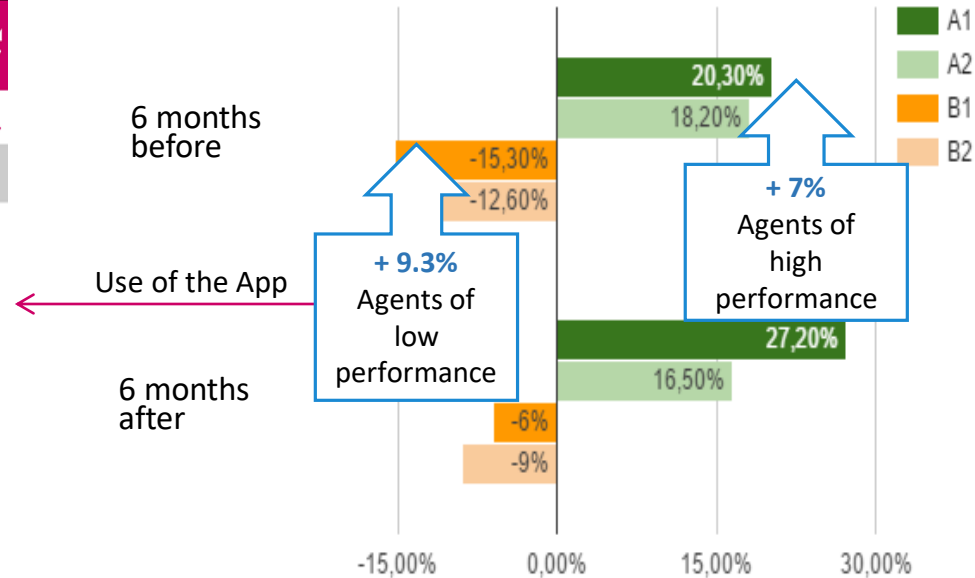 A1
A2
B1
B2
6 months
before
20,30%
18,20%
-15,30%
-12,60%
+ 7%
Agents of
high
performance
Use of the App
+ 9.3%
Agents of
low
performance
6 months
after
27,20%
16,50%
-6%
-9%
-15,00%
0,00%
15,00%
30,00%